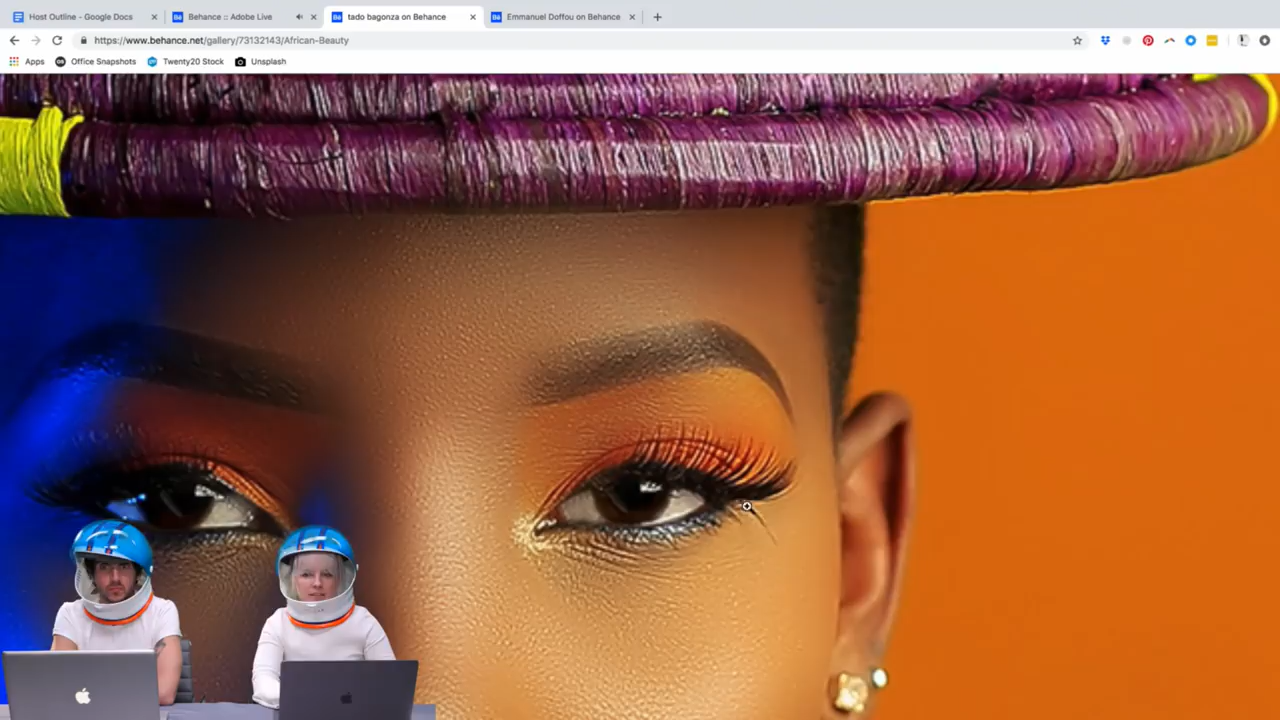 Host Outline - Google Docs
Behance :: Adobe Live
tado bagonza on Behance
Emmanuel Doffou on Behance
https://www.behance.net/gallery/73132143/African-Beauty
Apps
Office Snapshots
Twenty20 Stock
Unsplash